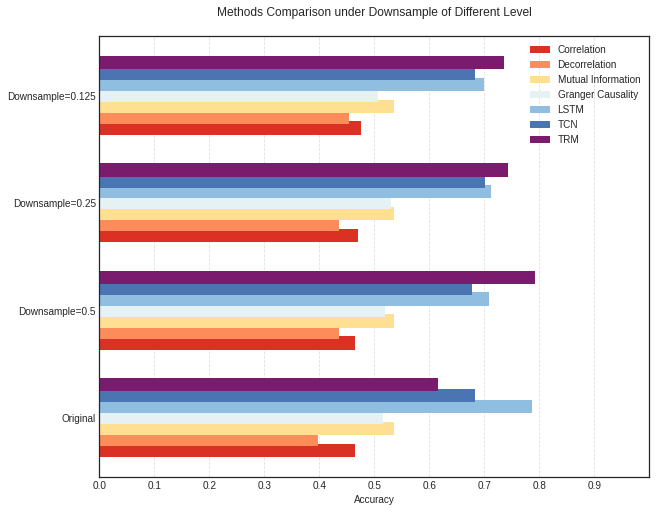 Methods Comparison under Downsample of Different Level
Correlation
Decorrelation
Mutual Information
Granger Causality
LSTM
TCN
TRM
Downsample=0.125
Downsample=0.25
Downsample=0.5
Original
0.0 0.1 0.2 0.3 0.4 0.5 0.6 0.7 0.8 0.9
Accuracy